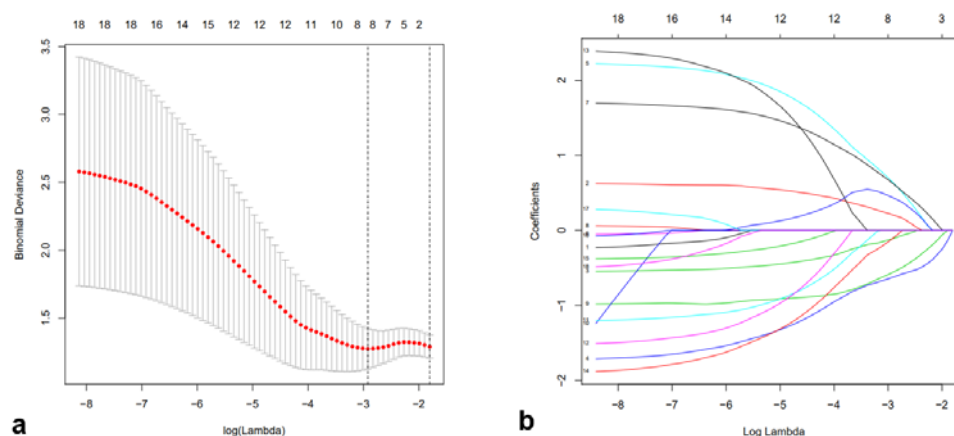 18 18 18 16 14 15 12 12 12 11 10 8 8 7 5 2
Binomial Deviance
3.5
3.0
2.5
2.0
1.5
−8 −7 −6 −5 −4 −3 −2
log(Lambda)
a
18 16 14 12 12 8 3
Coefficients
2
1
0
−1
−2
−8 −7 −6 −5 −4 −3 −2
Log Lambda
b